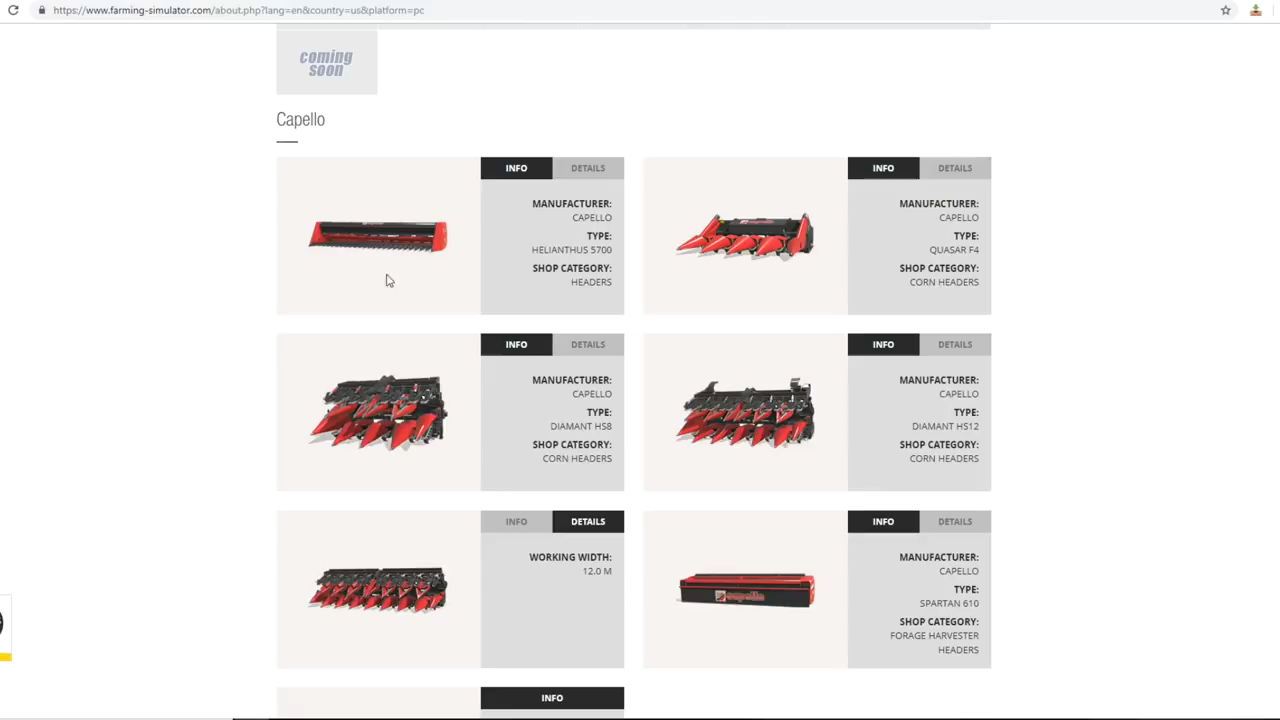 https://www.farming-simulator.com/about.php?lang=en&country=us&platform=pc
coming
soon
Capello
INFO DETAILS
MANUFACTURER:
CAPELLO
TYPE:
HELIANTHUS 5700
SHOP CATEGORY:
HEADERS
INFO DETAILS
MANUFACTURER:
CAPELLO
TYPE:
QUASAR F4
SHOP CATEGORY:
CORN HEADERS
INFO DETAILS
MANUFACTURER:
CAPELLO
TYPE:
DIAMANT HS8
SHOP CATEGORY:
CORN HEADERS
INFO DETAILS
MANUFACTURER:
CAPELLO
TYPE:
DIAMANT HS12
SHOP CATEGORY:
CORN HEADERS
INFO DETAILS
WORKING WIDTH:
12.0 M
INFO DETAILS
MANUFACTURER:
CAPELLO
TYPE:
SPARTAN 610
SHOP CATEGORY:
FORAGE HARVESTER
HEADERS
INFO